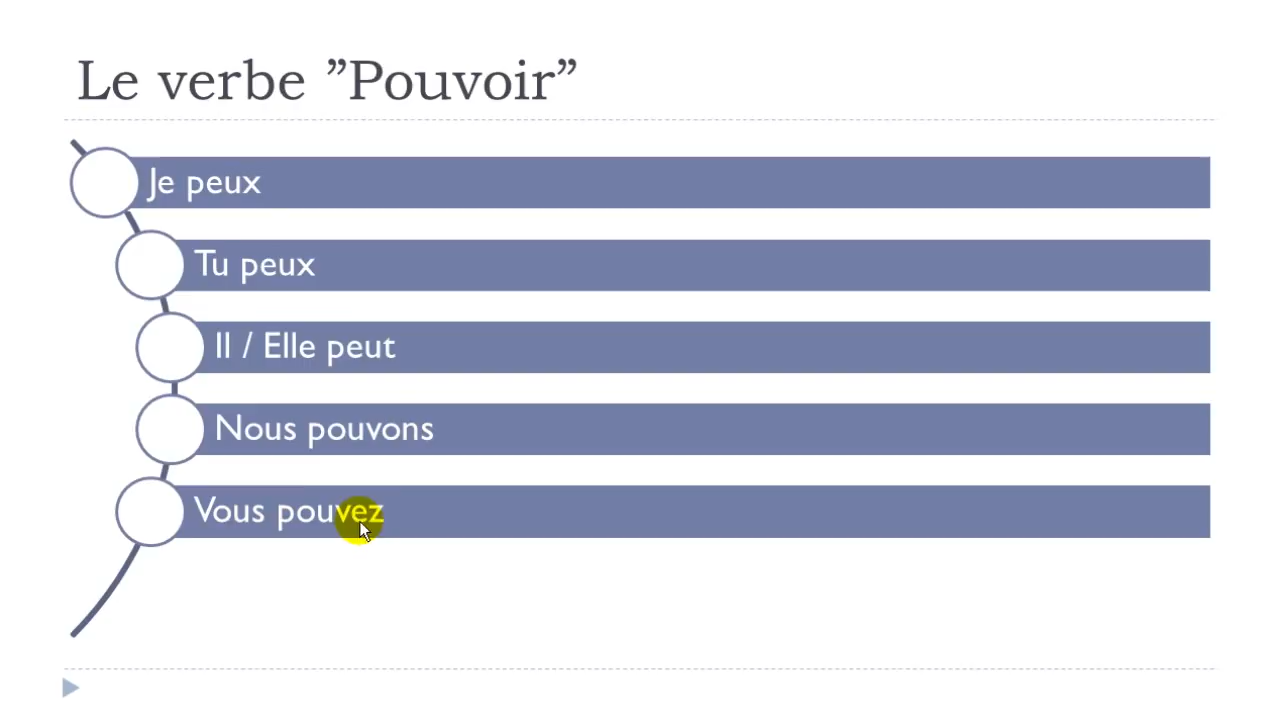 Le verbe ”Pouvoir”
Je peux
Tu peux
Il / Elle peut
Nous pouvons
Vous pouvez